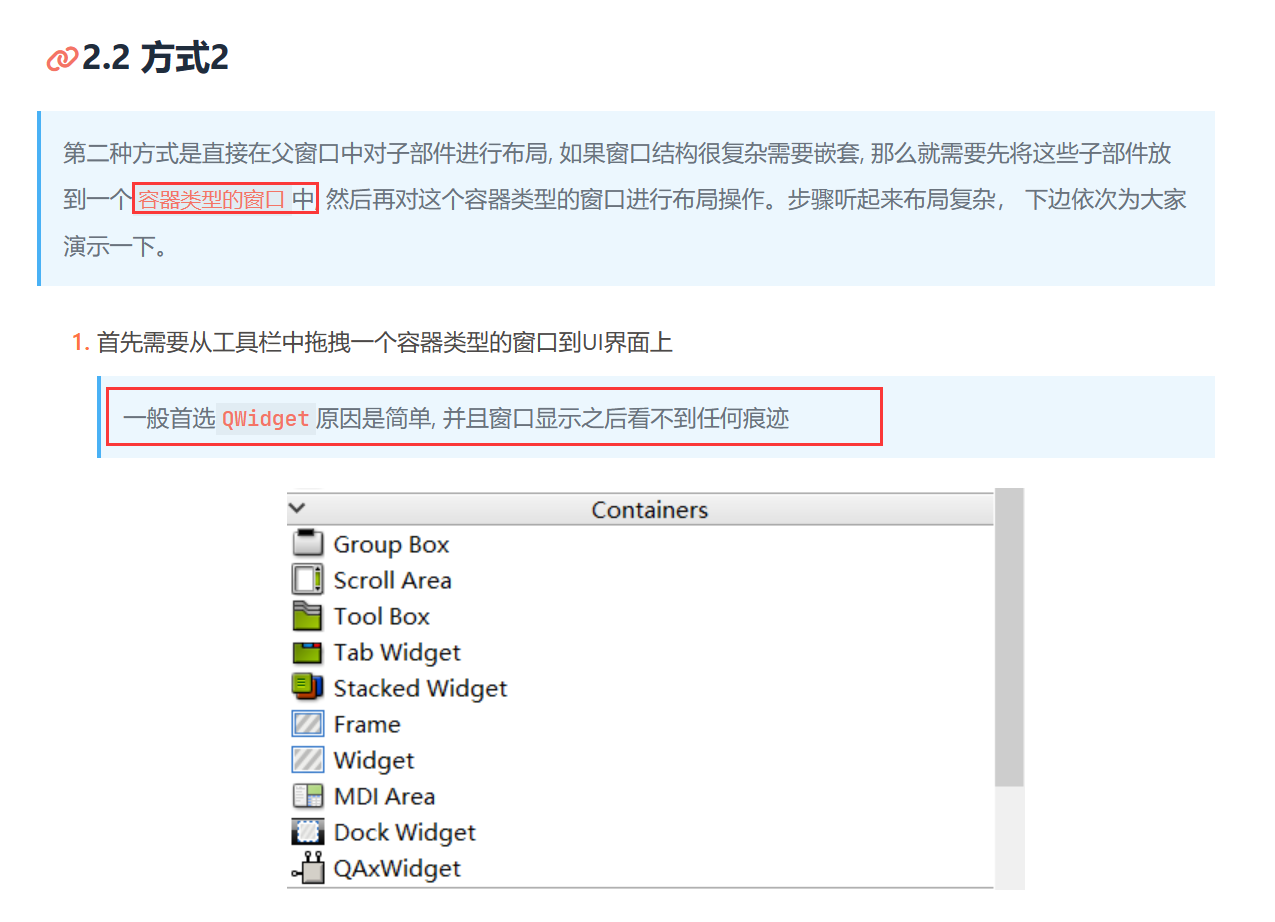 2.2 方式2
第二种方式是直接在父窗口中对子部件进行布局, 如果窗口结构很复杂需要嵌套, 那么就需要先将这些子部件放
到一个 容器类型的窗口 中 然后再对这个容器类型的窗口进行布局操作。步骤听起来布局复杂， 下边依次为大家
演示一下。
1. 首先需要从工具栏中拖拽一个容器类型的窗口到UI界面上
一般首选 QWidget 原因是简单, 并且窗口显示之后看不到任何痕迹
Containers
Group Box
Scroll Area
Tool Box
Tab Widget
Stacked Widget
Frame
Widget
MDI Area
Dock Widget
QAxWidget